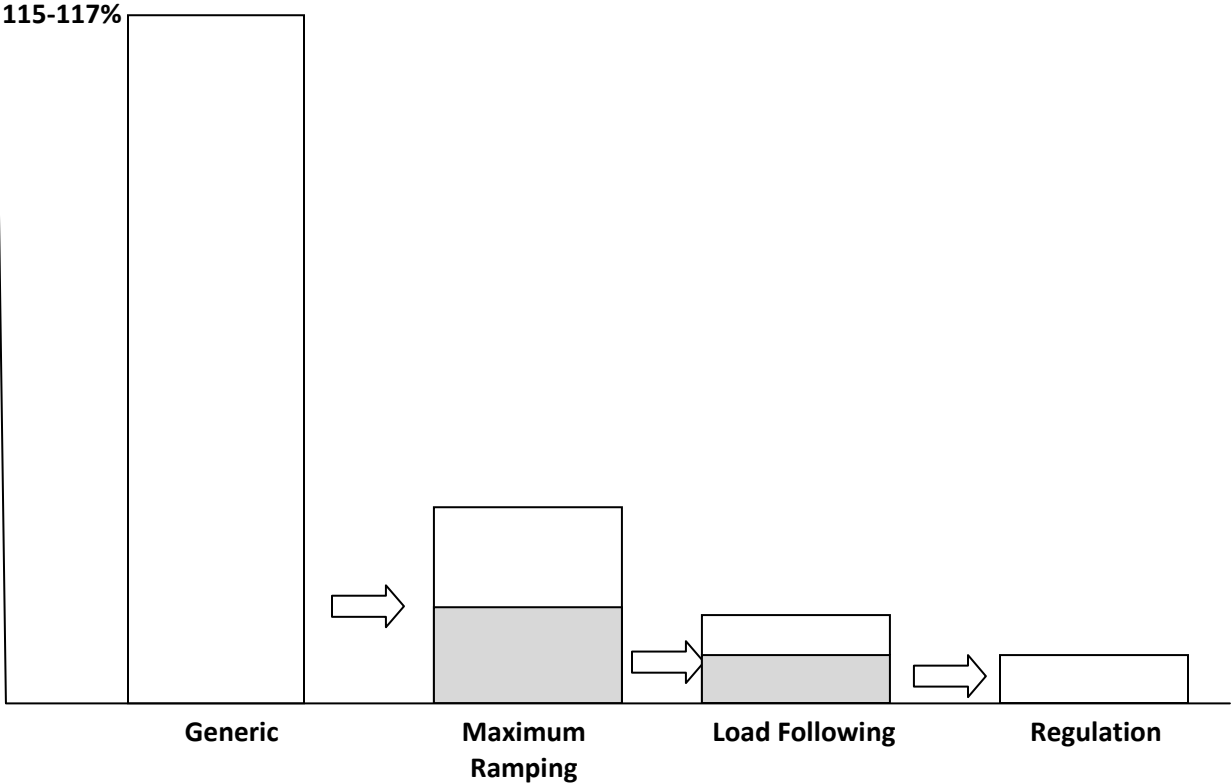 115-117%
Generic
Maximum
Ramping
Load Following
Regulation